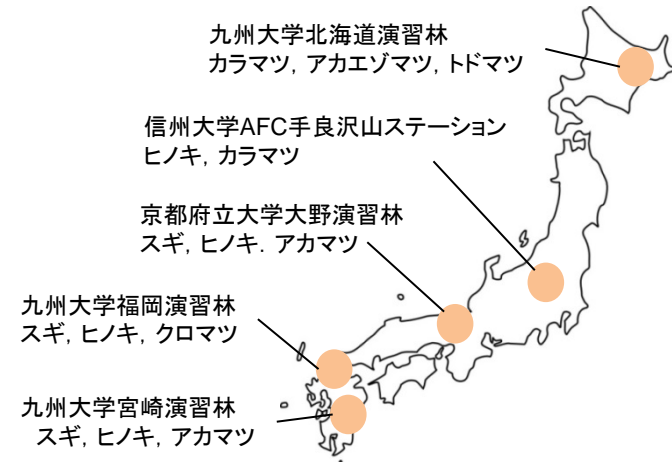 九州大学北海道演習林
カラマツ, アカエゾマツ, トドマツ
信州大学AFC手良沢山ステーション
ヒノキ, カラマツ
京都府立大学大野演習林
スギ, ヒノキ. アカマツ
九州大学福岡演習林
スギ, ヒノキ, クロマツ
九州大学宮崎演習林
スギ, ヒノキ, アカマツ